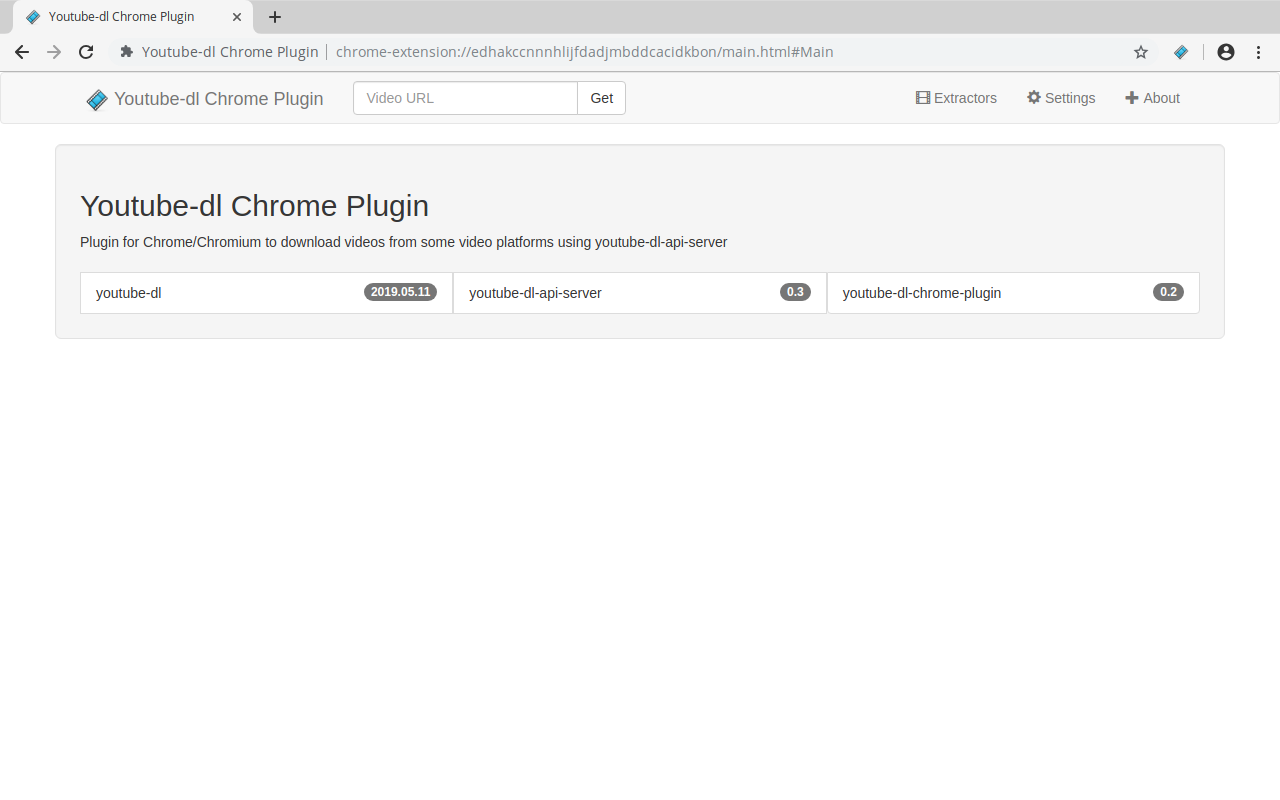 Youtube-dl Chrome Plugin
Youtube-dl Chrome Plugin | chrome-extension://edhakccnnnhlijfdadjmbddcacidkbon/main.html#Main
Youtube-dl Chrome Plugin Video URL Get Extractors Settings About
Youtube-dl Chrome Plugin
Plugin for Chrome/Chromium to download videos from some video platforms using youtube-dl-api-server
youtube-dl 2019.05.11 youtube-dl-api-server 0.3 youtube-dl-chrome-plugin 0.2